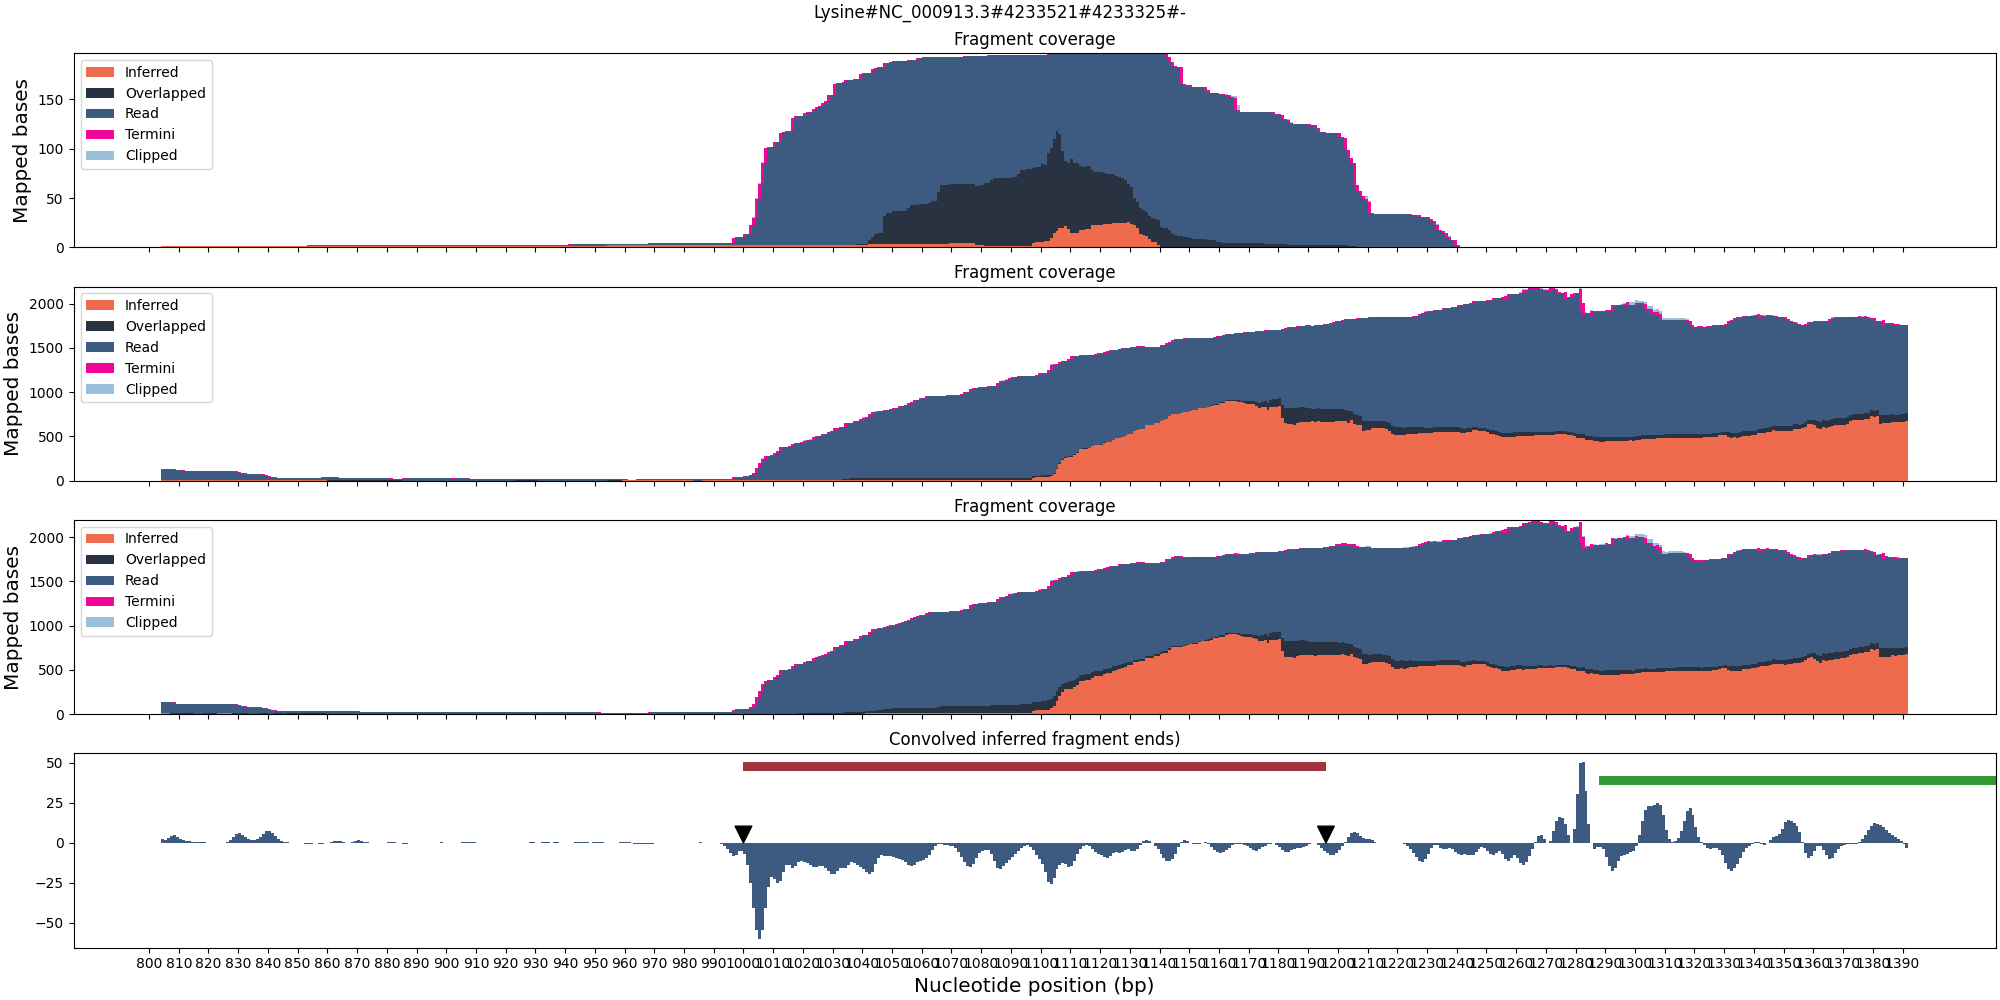 Lysine#NC_000913.3#4233521#4233325#-
Fragment coverage
Mapped bases
150
100
50
0
Inferred
Overlapped
Read
Termini
Clipped
Fragment coverage
Mapped bases
2000
1500
1000
500
0
Inferred
Overlapped
Read
Termini
Clipped
Fragment coverage
Mapped bases
2000
1500
1000
500
0
Inferred
Overlapped
Read
Termini
Clipped
Convolved inferred fragment ends)
50
25
0
−25
−50
800 810 820 830 840 850 860 870 880 890 900 910 920 930 940 950 960 970 980 990 1000 1010 1020 1030 1040 1050 1060 1070 1080 1090 1100 1110 1120 1130 1140 1150 1160 1170 1180 1190 1200 1210 1220 1230 1240 1250 1260 1270 1280 1290 1300 1310 1320 1330 1340 1350 1360 1370 1380 1390
Nucleotide position (bp)